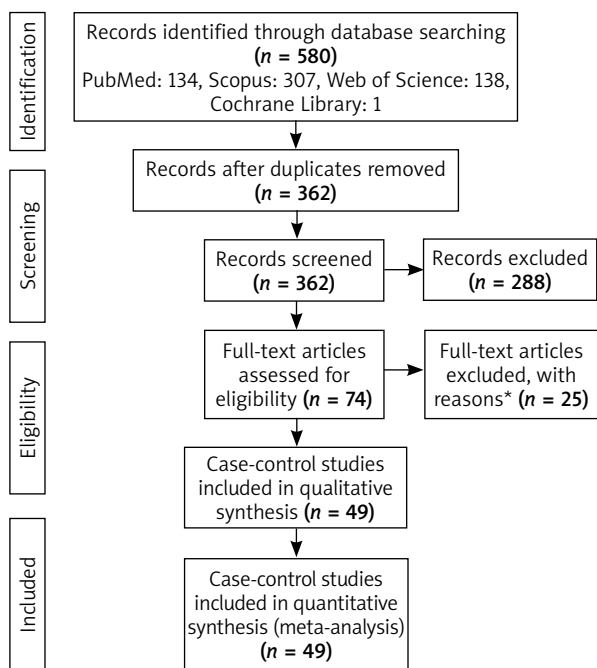 Identification
Records identified through database searching
(n = 580)
PubMed: 134, Scopus: 307, Web of Science: 138,
Cochrane Library: 1
Records after duplicates removed
(n = 362)
Screening
Records screened
(n = 362)
Records excluded
(n = 288)
Eligibility
Full-text articles
assessed for
eligibility (n = 74)
Full-text articles
excluded, with
reasons* (n = 25)
Case-control studies
included in qualitative
synthesis (n = 49)
Included
Case-control studies
included in quantitative
synthesis (meta-analysis)
(n = 49)